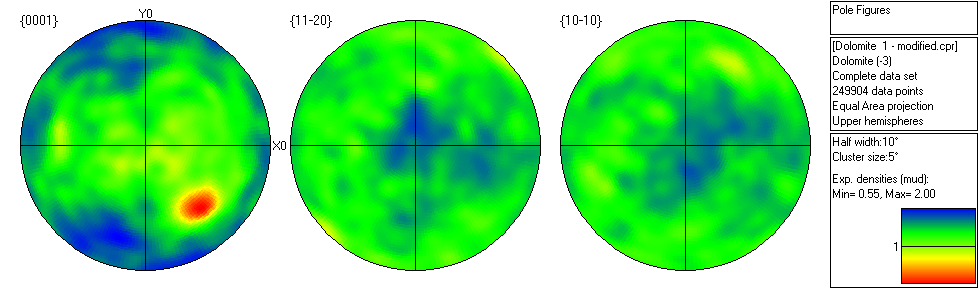 {0001}
Y0
X0
{11-20}
{10-10}
Pole Figures
[Dolomite 1 - modified.cpr]
Dolomite (-3)
Complete data set
249904 data points
Equal Area projection
Upper hemispheres
Half width:10°
Cluster size:5°
Exp. densities (mud):
Min= 0.55, Max= 2.00
1